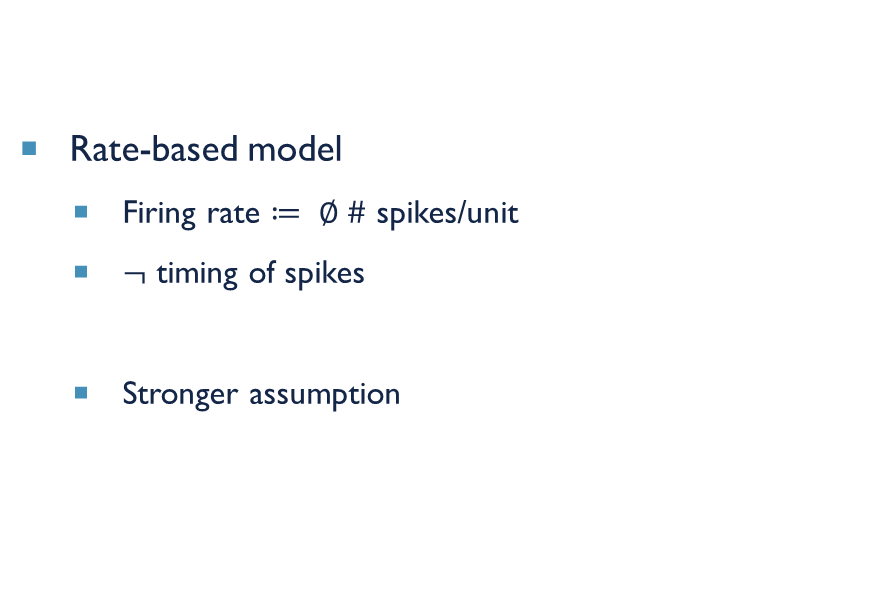 Rate-based model
Firing rate ≔ ∅ # spikes/unit
¬ timing of spikes
Stronger assumption